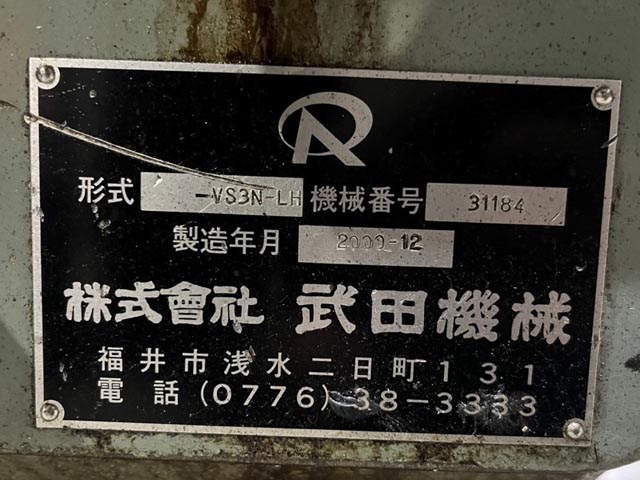 形式 -VS3N-LH 機械番号 31184
製造年月 2000-12
株式會社 武田機械
福井市浅水二日町131
電話(0776)38-3333